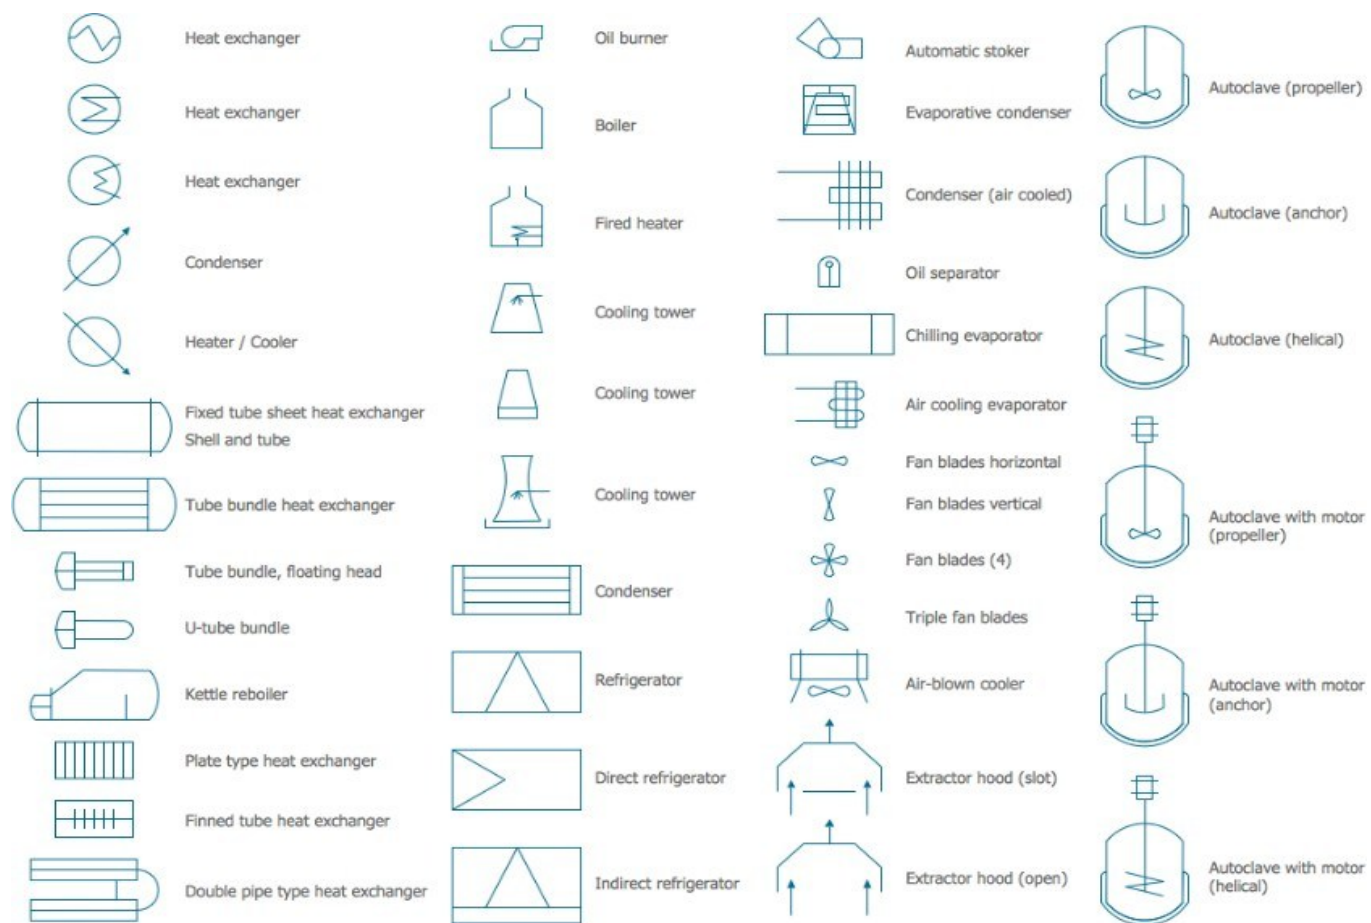 Heat exchanger
Heat exchanger
Heat exchanger
Condenser
Heater / Cooler
Fixed tube sheet heat exchanger
Shell and tube
Tube bundle heat exchanger
Tube bundle, floating head
U-tube bundle
Kettle reboiler
Plate type heat exchanger
Finned tube heat exchanger
Double pipe type heat exchanger
Oil burner
Boiler
Fired heater
Cooling tower
Cooling tower
Cooling tower
Condenser
Refrigerator
Direct refrigerator
Indirect refrigerator
Automatic stoker
Evaporative condenser
Condenser (air cooled)
Oil separator
Chilling evaporator
Air cooling evaporator
Fan blades horizontal
Fan blades vertical
Fan blades (4)
Triple fan blades
Air-blown cooler
Extractor hood (slot)
Extractor hood (open)
Autoclave (propeller)
Autoclave (anchor)
Autoclave (helical)
Autoclave with motor
(propeller)
Autoclave with motor
(anchor)
Autoclave with motor
(helical)